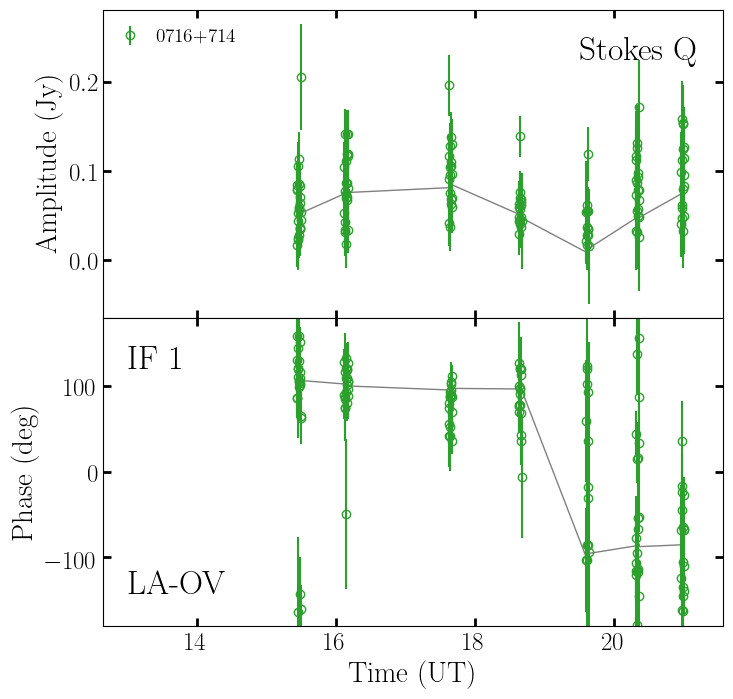 0716+714
Stokes Q
Amplitude (Jy)
0.2
0.1
0.0
IF 1
Phase (deg)
100
0
−100
LA-OV
14 16 18 20
Time (UT)